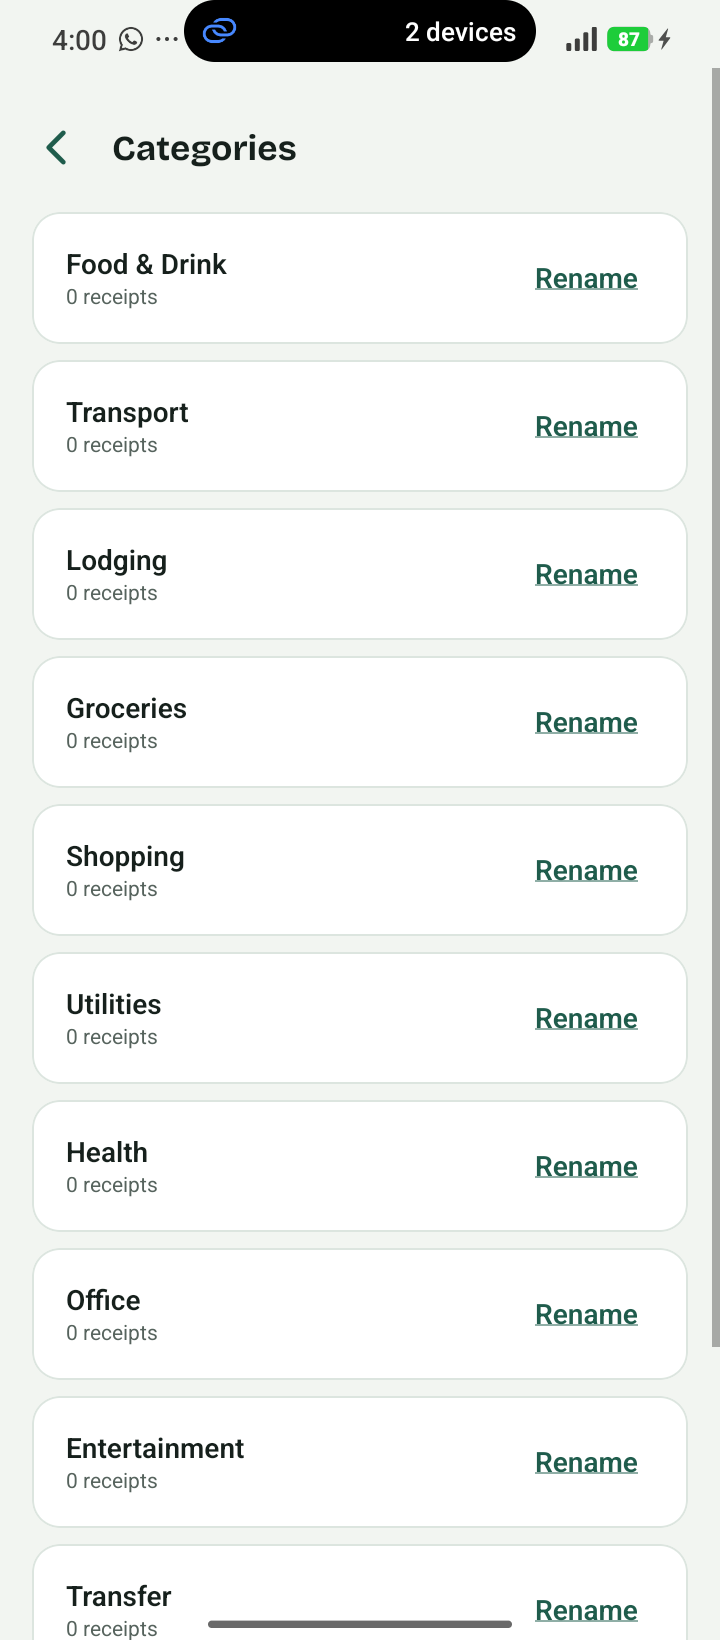 4:00 ... 2 devices 87
Categories
Food & Drink
0 receipts
Rename
Transport
0 receipts
Rename
Lodging
0 receipts
Rename
Groceries
0 receipts
Rename
Shopping
0 receipts
Rename
Utilities
0 receipts
Rename
Health
0 receipts
Rename
Office
0 receipts
Rename
Entertainment
0 receipts
Rename
Transfer
0 receipts
Rename